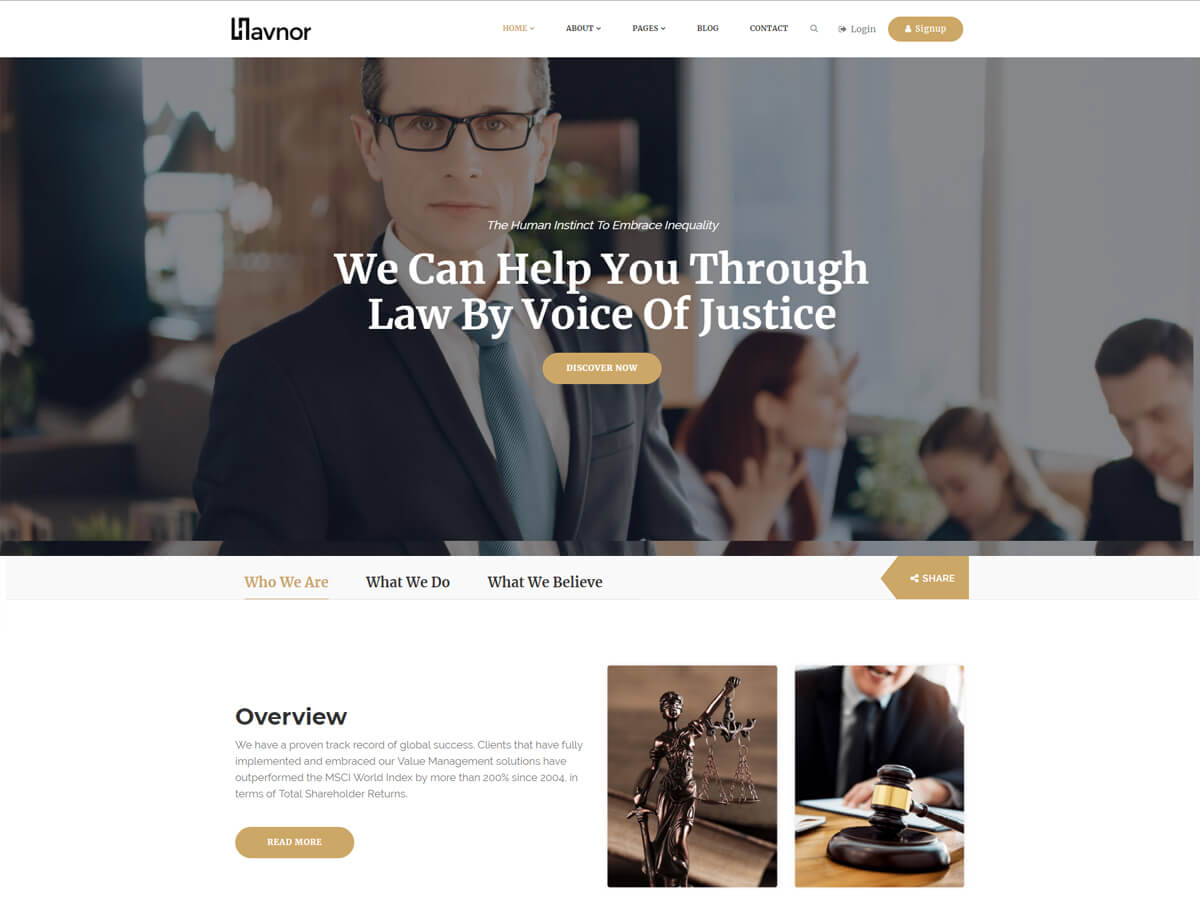 Havnor
HOME ABOUT PAGES BLOG CONTACT Login Signup
The Human Instinct To Embrace Inequality
We Can Help You Through
Law By Voice Of Justice
DISCOVER NOW
Who We Are What We Do What We Believe SHARE
Overview
We have a proven track record of global success. Clients that have fully
implemented and embraced our Value Management solutions have
outperformed the MSCI World Index by more than 200% since 2004, in
terms of Total Shareholder Returns.
READ MORE